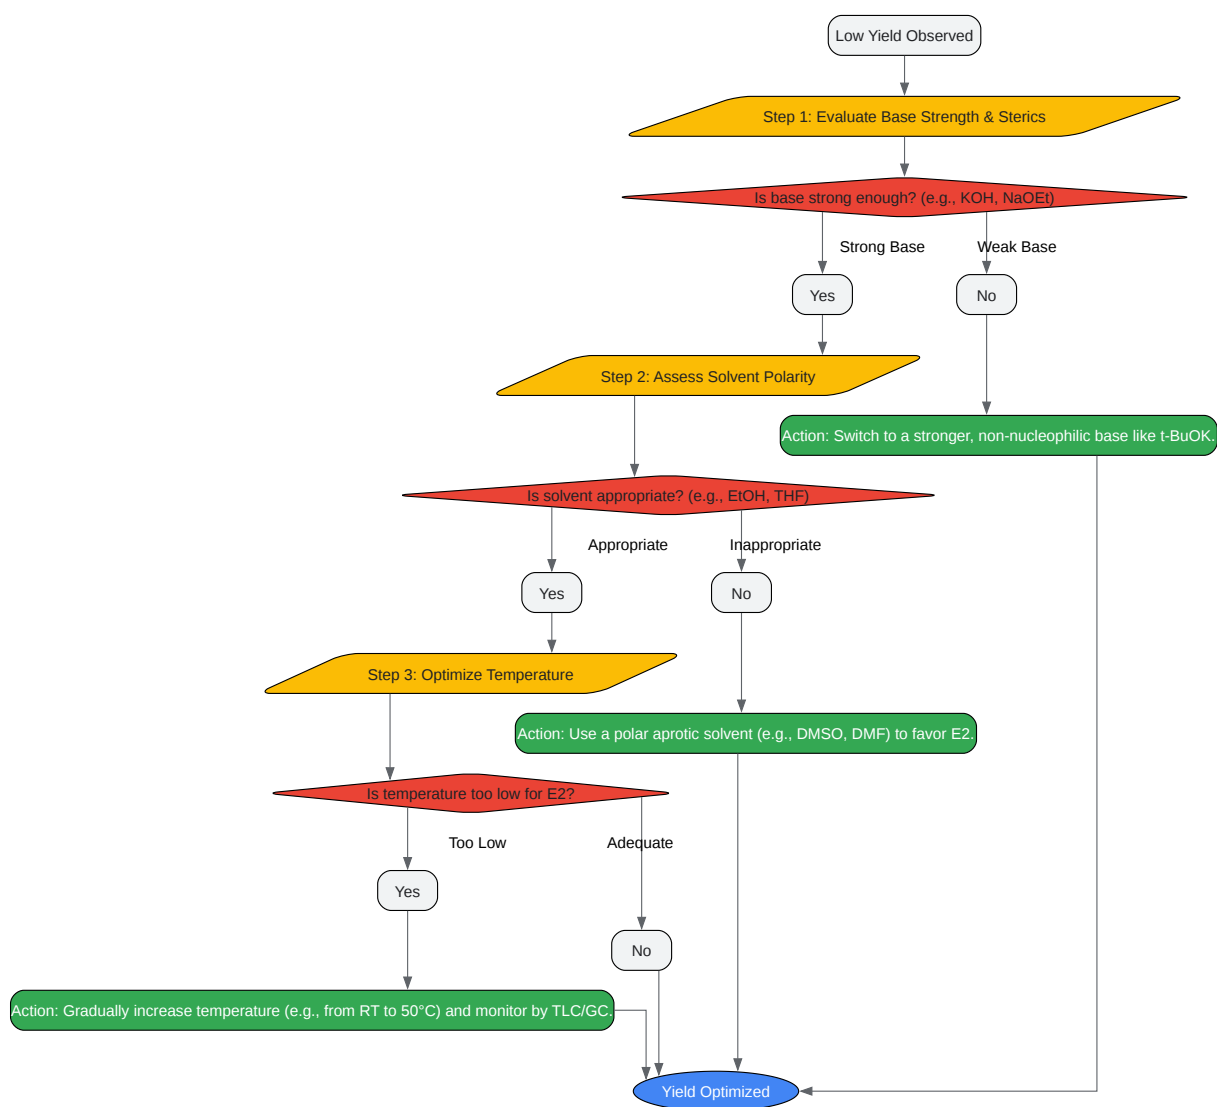 Low Yield Observed
Step 1: Evaluate Base Strength & Sterics
Is base strong enough? (e.g., KOH, NaOEt)
Strong Base
Weak Base
Yes
No
Step 2: Assess Solvent Polarity
Action: Switch to a stronger, non-nucleophilic base like t-BuOK.
Is solvent appropriate? (e.g., EtOH, THF)
Appropriate
Inappropriate
Yes
No
Step 3: Optimize Temperature
Action: Use a polar aprotic solvent (e.g., DMSO, DMF) to favor E2.
Is temperature too low for E2?
Too Low
Adequate
Yes
No
Action: Gradually increase temperature (e.g., from RT to 50°C) and monitor by TLC/GC.
Yield Optimized